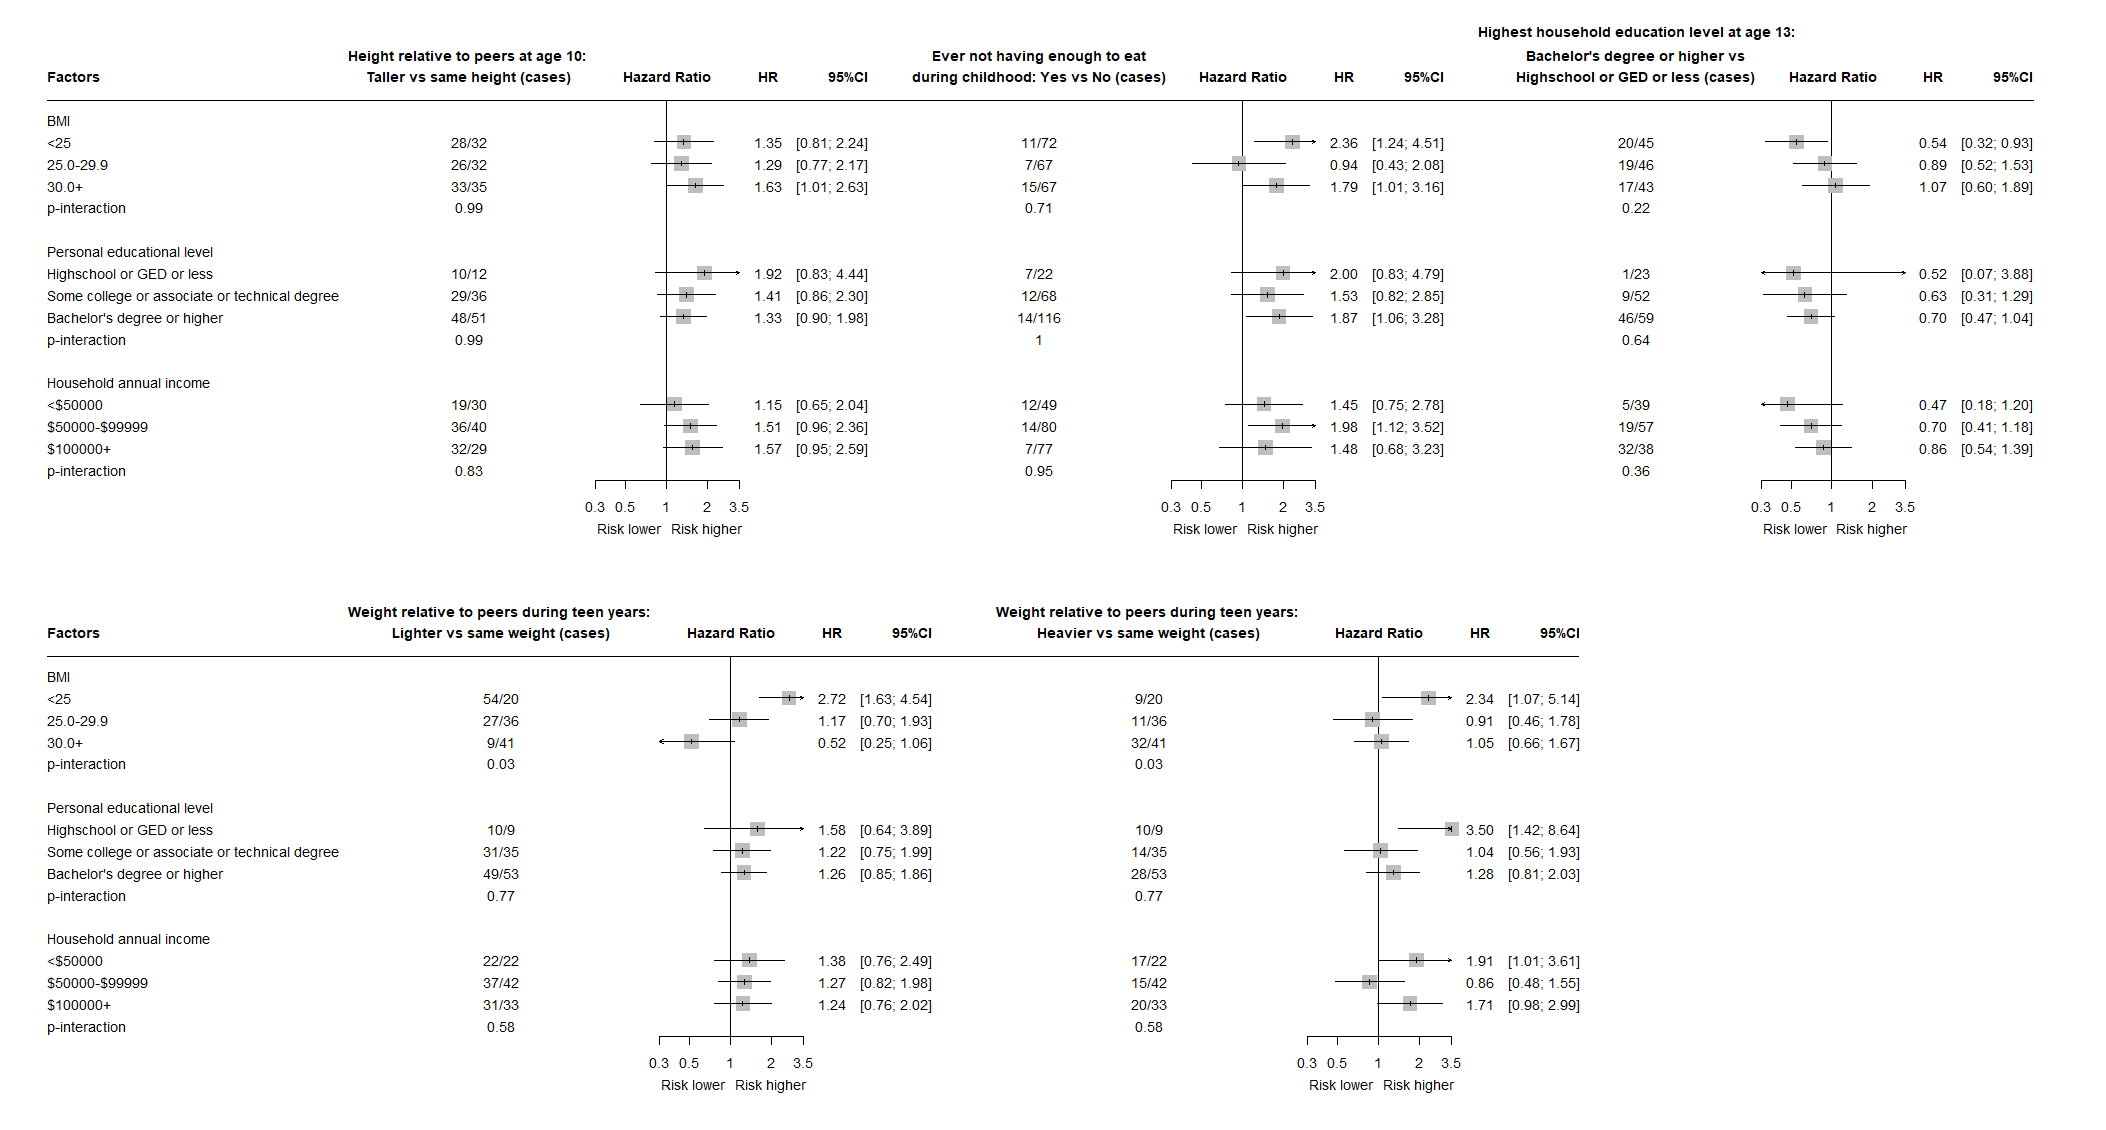 Highest household education level at age 13:
Height relative to peers at age 10: Ever not having enough to eat Bachelor's degree or higher vs
Factors Taller vs same height (cases) Hazard Ratio HR 95%CI during childhood: Yes vs No (cases) Hazard Ratio HR 95%CI Highschool or GED or less (cases) Hazard Ratio HR 95%CI
BMI
<25 28/32 1.35 [0.81; 2.24] 11/72 2.36 [1.24; 4.51] 20/45 0.54 [0.32; 0.93]
25.0-29.9 26/32 1.29 [0.77; 2.17] 7/67 0.94 [0.43; 2.08] 19/46 0.89 [0.52; 1.53]
30.0+ 33/35 1.63 [1.01; 2.63] 15/67 1.79 [1.01; 3.16] 17/43 1.07 [0.60; 1.89]
p-interaction 0.99 0.71 0.22
Personal educational level
Highschool or GED or less 10/12 1.92 [0.83; 4.44] 7/22 2.00 [0.83; 4.79] 1/23 0.52 [0.07; 3.88]
Some college or associate or technical degree 29/36 1.41 [0.86; 2.30] 12/68 1.53 [0.82; 2.85] 9/52 0.63 [0.31; 1.29]
Bachelor's degree or higher 48/51 1.33 [0.90; 1.98] 14/116 1.87 [1.06; 3.28] 46/59 0.70 [0.47; 1.04]
p-interaction 0.99 1 0.64
Household annual income
<$50000 19/30 1.15 [0.65; 2.04] 12/49 1.45 [0.75; 2.78] 5/39 0.47 [0.18; 1.20]
$50000-$99999 36/40 1.51 [0.96; 2.36] 14/80 1.98 [1.12; 3.52] 19/57 0.70 [0.41; 1.18]
$100000+ 32/29 1.57 [0.95; 2.59] 7/77 1.48 [0.68; 3.23] 32/38 0.86 [0.54; 1.39]
p-interaction 0.83 0.95 0.36
0.3 0.5 1 2 3.5 0.3 0.5 1 2 3.5 0.3 0.5 1 2 3.5
Risk lower Risk higher Risk lower Risk higher Risk lower Risk higher
Weight relative to peers during teen years: Weight relative to peers during teen years:
Factors Lighter vs same weight (cases) Hazard Ratio HR 95%CI Heavier vs same weight (cases) Hazard Ratio HR 95%CI
BMI
<25 54/20 2.72 [1.63; 4.54] 9/20 2.34 [1.07; 5.14]
25.0-29.9 27/36 1.17 [0.70; 1.93] 11/36 0.91 [0.46; 1.78]
30.0+ 9/41 0.52 [0.25; 1.06] 32/41 1.05 [0.66; 1.67]
p-interaction 0.03 0.03
Personal educational level
Highschool or GED or less 10/9 1.58 [0.64; 3.89] 10/9 3.50 [1.42; 8.64]
Some college or associate or technical degree 31/35 1.22 [0.75; 1.99] 14/35 1.04 [0.56; 1.93]
Bachelor's degree or higher 49/53 1.26 [0.85; 1.86] 28/53 1.28 [0.81; 2.03]
p-interaction 0.77 0.77
Household annual income
<$50000 22/22 1.38 [0.76; 2.49] 17/22 1.91 [1.01; 3.61]
$50000-$99999 37/42 1.27 [0.82; 1.98] 15/42 0.86 [0.48; 1.55]
$100000+ 31/33 1.24 [0.76; 2.02] 20/33 1.71 [0.98; 2.99]
p-interaction 0.58 0.58
0.3 0.5 1 2 3.5 0.3 0.5 1 2 3.5
Risk lower Risk higher Risk lower Risk higher